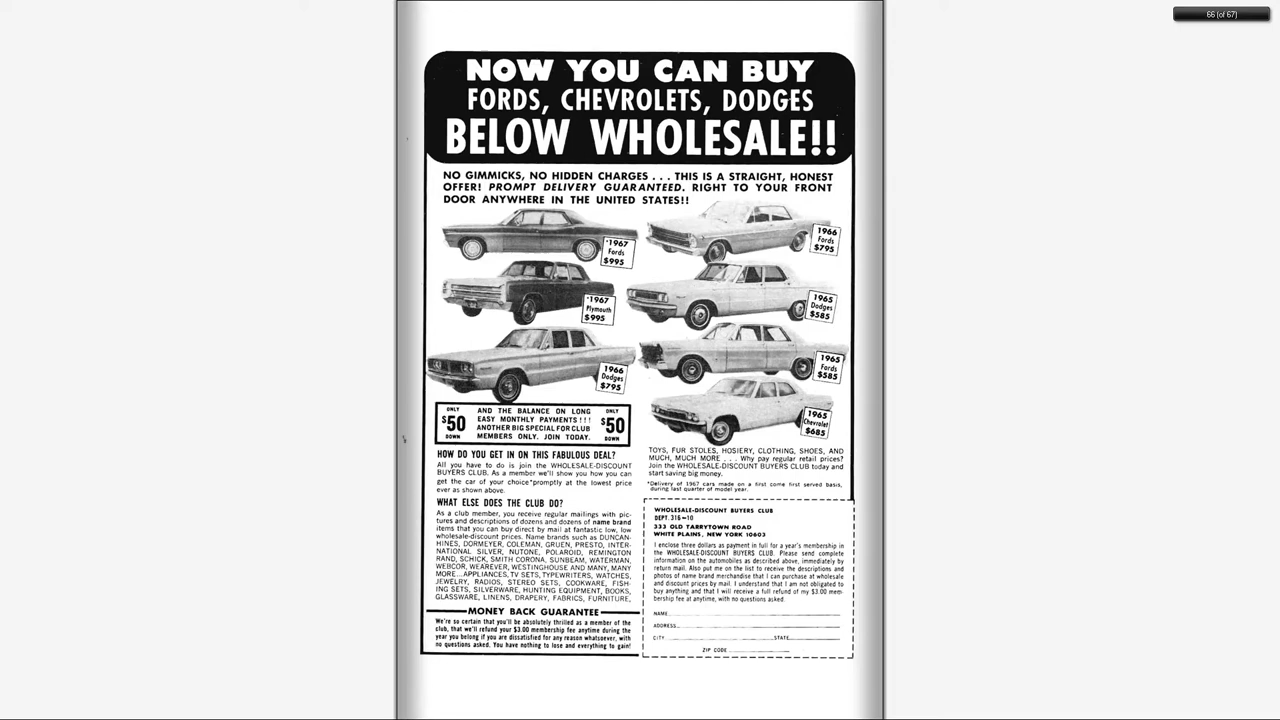 66 (of 67)
NOW YOU CAN BUY
FORDS, CHEVROLETS, DODGES
BELOW WHOLESALE!!
NO GIMMICKS, NO HIDDEN CHARGES . . . THIS IS A STRAIGHT, HONEST
OFFER! PROMPT DELIVERY GUARANTEED. RIGHT TO YOUR FRONT
DOOR ANYWHERE IN THE UNITED STATES!!
*1967
Fords
$995
1966
Fords
$795
*1967
Plymouth
$995
1965
Dodges
$585
1966
Dodges
$795
1965
Fords
$585
1965
Chevrolet
$685
ONLY
$50
DOWN
AND THE BALANCE ON LONG
EASY MONTHLY PAYMENTS!!!
ANOTHER BIG SPECIAL FOR CLUB
MEMBERS ONLY. JOIN TODAY.
ONLY
$50
DOWN
HOW DO YOU GET IN ON THIS FABULOUS DEAL?
All you have to do is join the WHOLESALE-DISCOUNT
BUYERS CLUB. As a member we'll show you how you can
get the car of your choice*promptly at the lowest price
ever as shown above.
WHAT ELSE DOES THE CLUB DO?
As a club member, you receive regular mailings with pic-
tures and descriptions of dozens and dozens of name brand
items that you can buy direct by mail at fantastic low, low
wholesale-discount prices. Name brands such as DUNCAN-
HINES, DORMEYER, COLEMAN, GRUEN, PRESTO, INTER-
NATIONAL SILVER, NUTONE, POLAROID, REMINGTON
RAND, SCHICK, SMITH CORONA, SUNBEAM, WATERMAN,
WEBCOR, WEAREVER, WESTINGHOUSE AND MANY, MANY
MORE...APPLIANCES, TV SETS, TYPEWRITERS, WATCHES,
JEWELRY, RADIOS, STEREO SETS, COOKWARE, FISH-
ING SETS, SILVERWARE, HUNTING EQUIPMENT, BOOKS,
GLASSWARE, LINENS, DRAPERY, FABRICS, FURNITURE,
TOYS, FUR STOLES, HOSIERY, CLOTHING, SHOES, AND
MUCH, MUCH MORE . . . Why pay regular retail prices?
Join the WHOLESALE-DISCOUNT BUYERS CLUB today and
start saving big money.
*Delivery of 1967 cars made on a first come first served basis,
during last quarter of model year.
MONEY BACK GUARANTEE
We're so certain that you'll be absolutely thrilled as a member of the
club, that we'll refund your $3.00 membership fee anytime during the
year you belong if you are dissatisfied for any reason whatsoever, with
no questions asked. You have nothing to lose and everything to gain!
WHOLESALE-DISCOUNT BUYERS CLUB
DEPT. 316-10
333 OLD TARRYTOWN ROAD
WHITE PLAINS, NEW YORK 10603
I enclose three dollars as payment in full for a year's membership in
the WHOLESALE-DISCOUNT BUYERS CLUB. Please send complete
information on the automobiles as described above, immediately by
return mail. Also put me on the list to receive the descriptions and
photos of name brand merchandise that I can purchase at wholesale
and discount prices by mail. I understand that I am not obligated to
buy anything and that I will receive a full refund of my $3.00 mem-
bership fee at anytime, with no questions asked.
NAME
ADDRESS
CITY STATE
ZIP CODE